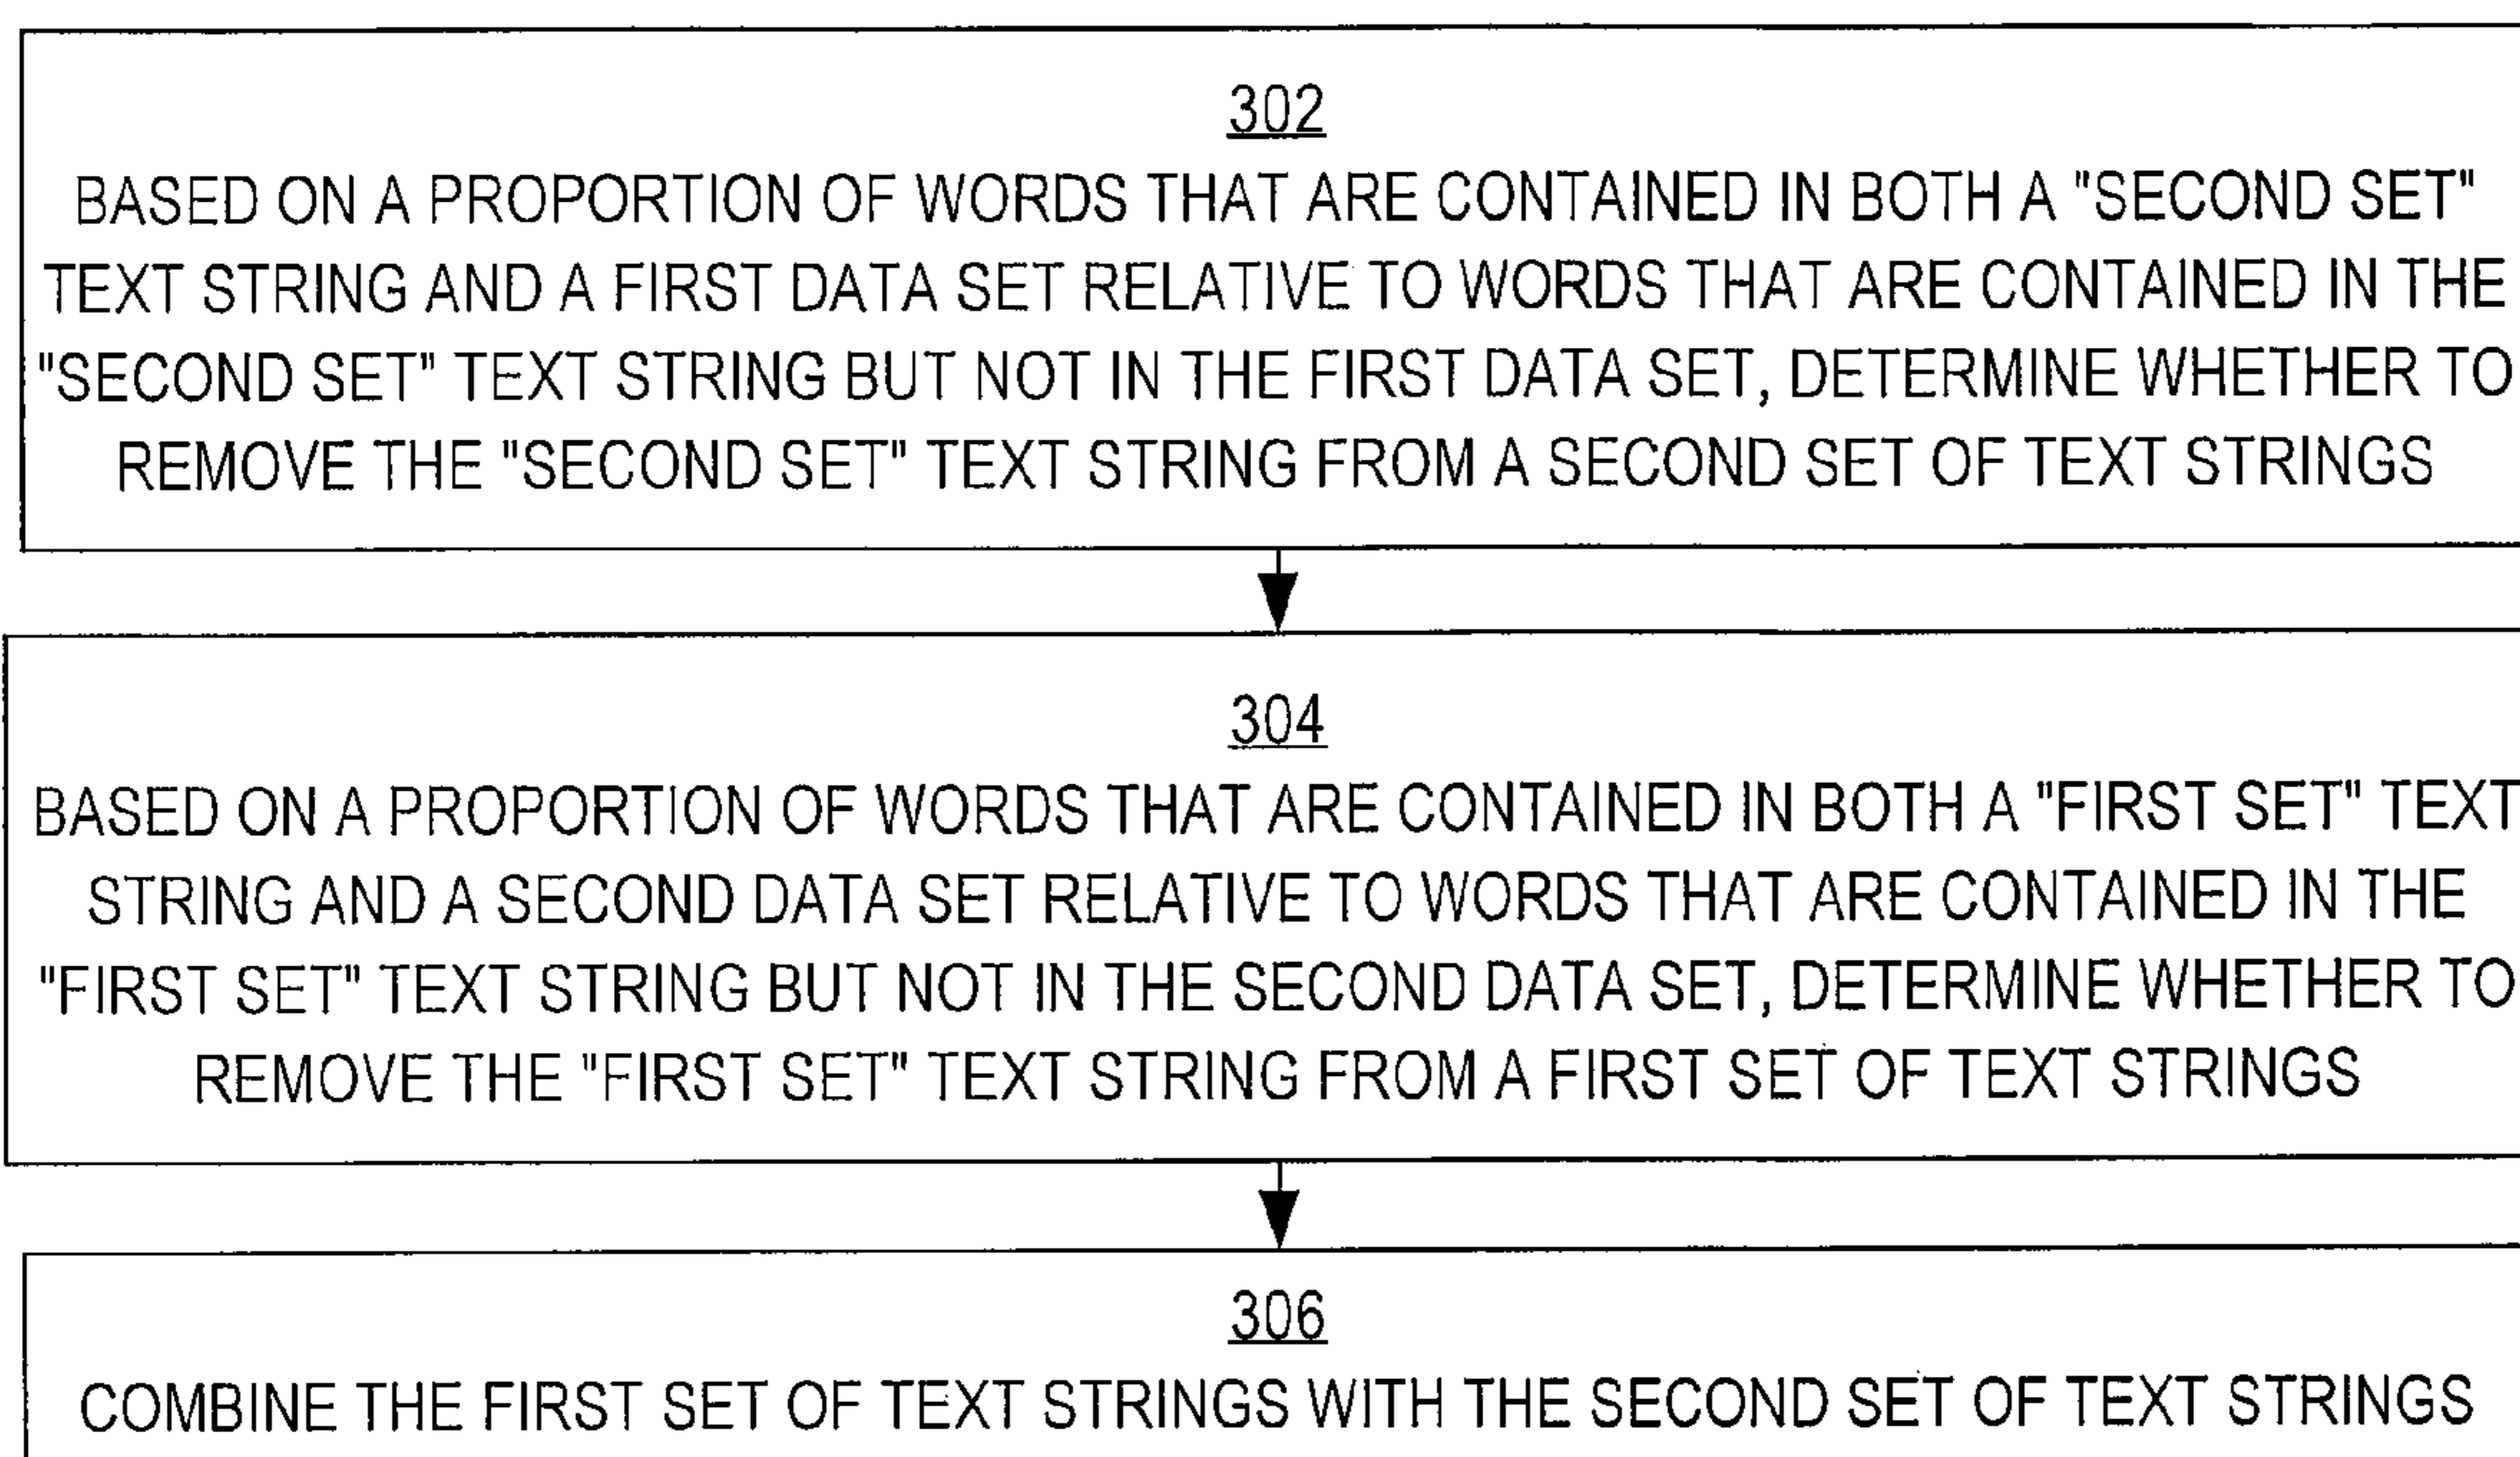 302
BASED ON A PROPORTION OF WORDS THAT ARE CONTAINED IN BOTH A "SECOND SET"
TEXT STRING AND A FIRST DATA SET RELATIVE TO WORDS THAT ARE CONTAINED IN THE
"SECOND SET" TEXT STRING BUT NOT IN THE FIRST DATA SET, DETERMINE WHETHER TO
REMOVE THE "SECOND SET" TEXT STRING FROM A SECOND SET OF TEXT STRINGS
304
BASED ON A PROPORTION OF WORDS THAT ARE CONTAINED IN BOTH A "FIRST SET" TEXT
STRING AND A SECOND DATA SET RELATIVE TO WORDS THAT ARE CONTAINED IN THE
"FIRST SET" TEXT STRING BUT NOT IN THE SECOND DATA SET, DETERMINE WHETHER TO
REMOVE THE "FIRST SET" TEXT STRING FROM A FIRST SET OF TEXT STRINGS
306
COMBINE THE FIRST SET OF TEXT STRINGS WITH THE SECOND SET OF TEXT STRINGS